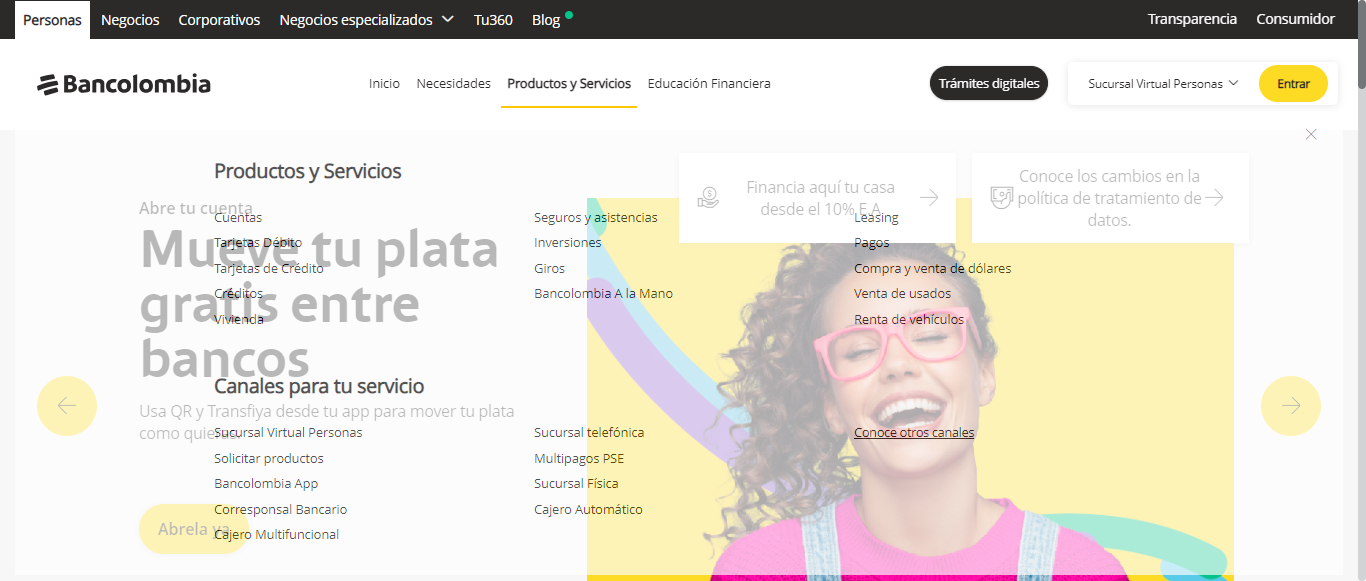 Personas Negocios Corporativos Negocios especializados Tu360 Blog Transparencia Consumidor
Bancolombia Inicio Necesidades Productos y Servicios Educación Financiera Trámites digitales Sucursal Virtual Personas Entrar
Productos y Servicios
Cuentas
Tarjetas Débito
Tarjetas de Crédito
Créditos
Vivienda
Seguros y asistencias
Inversiones
Giros
Bancolombia A la Mano
Leasing
Pagos
Compra y venta de dólares
Venta de usados
Renta de vehículos
Canales para tu servicio
Sucursal Virtual Personas
Solicitar productos
Bancolombia App
Corresponsal Bancario
Cajero Multifuncional
Sucursal telefónica
Multipagos PSE
Sucursal Física
Cajero Automático
Conoce otros canales
Abre tu cuenta
Mueve tu plata
gratis entre
bancos
Usa QR y Transfiya desde tu app para mover tu plata
como quieras.
Abrela ya
Financia aquí tu casa
desde el 10% E.A
Conoce los cambios en la
política de tratamiento de
datos.